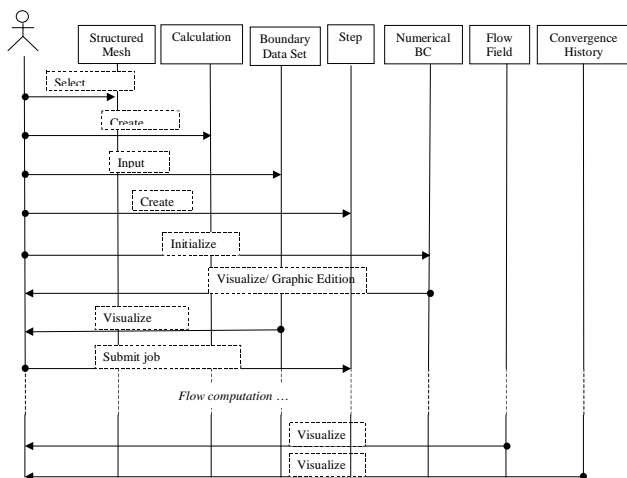 Structured
Mesh
Calculation
Boundary
Data Set
Step
Numerical
BC
Flow
Field
Convergence
History
Select
Create
Input
Create
Initialize
Visualize/ Graphic Edition
Visualize
Submit job
Flow computation …
Visualize
Visualize